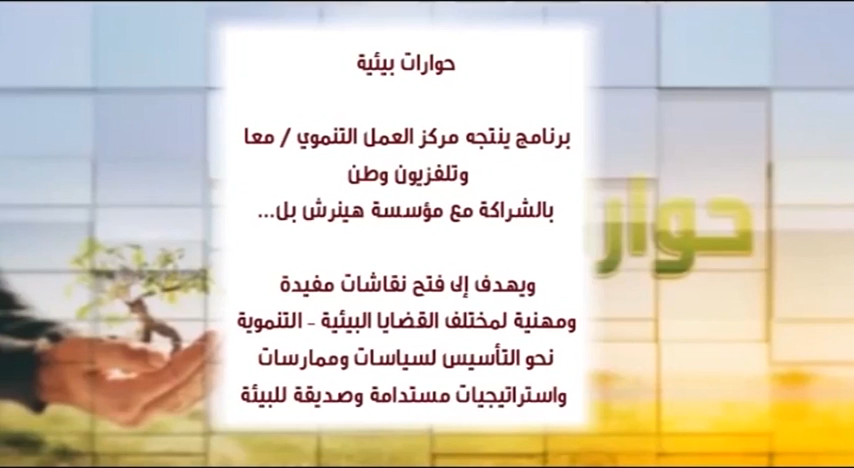 حوارات بيئية
برنامج ينتجه مركز العمل التنموي / معا
وتلفزيون وطن
بالشراكة مع مؤسسة هينرش بل...
ويهدف إلى فتح نقاشات مفيدة
ومهنية لمختلف القضايا البيئية - التنموية
نحو التأسيس لسياسات وممارسات
واستراتيجيات مستدامة وصديقة للبيئة
حوار